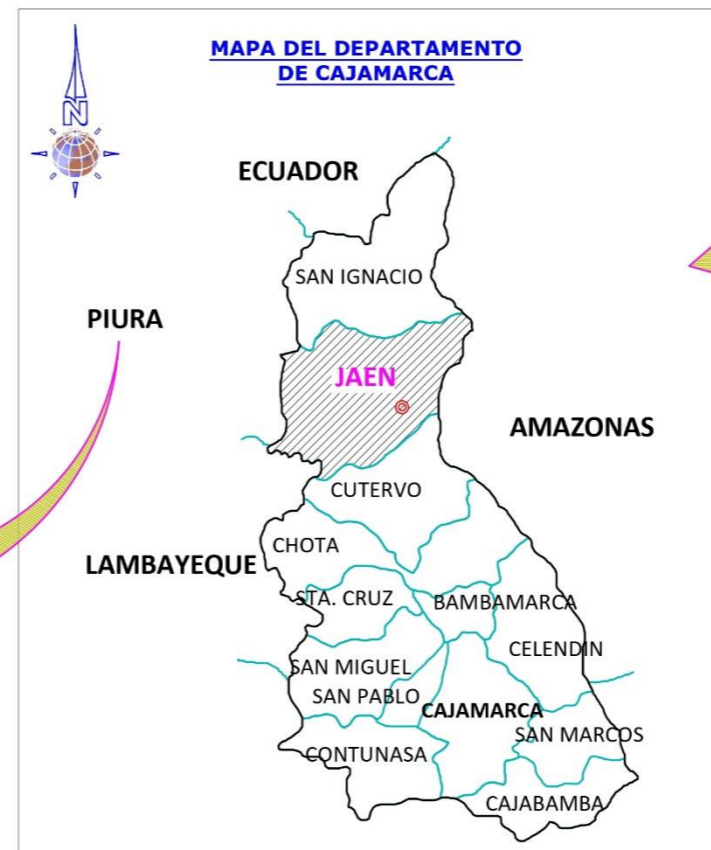 MAPA DEL DEPARTAMENTO
DE CAJAMARCA
N
ECUADOR
SAN IGNACIO
PIURA
JAEN
AMAZONAS
CUTERVO
CHOTA
LAMBAYEQUE
STA. CRUZ
BAMBAMARCA
CELENDIN
SAN MIGUEL
SAN PABLO
CAJAMARCA
SAN MARCOS
CONTUNASA
CAJABAMBA